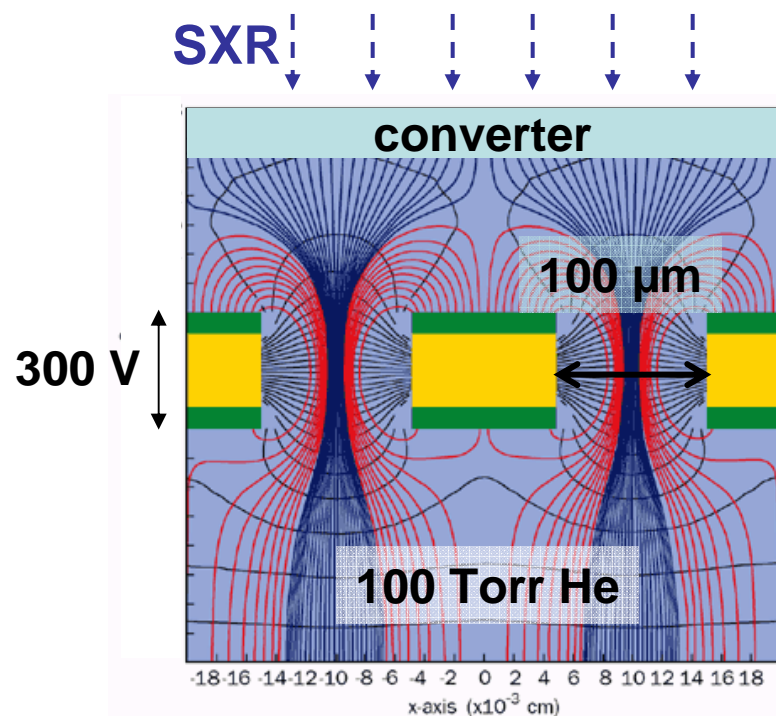 SXR
converter
100 µm
300 V
100 Torr He
-18 -16 -14 -12 -10 -8 -6 -4 -2 0 2 4 6 8 10 12 14 16 18
x-axis (x10⁻³ cm)